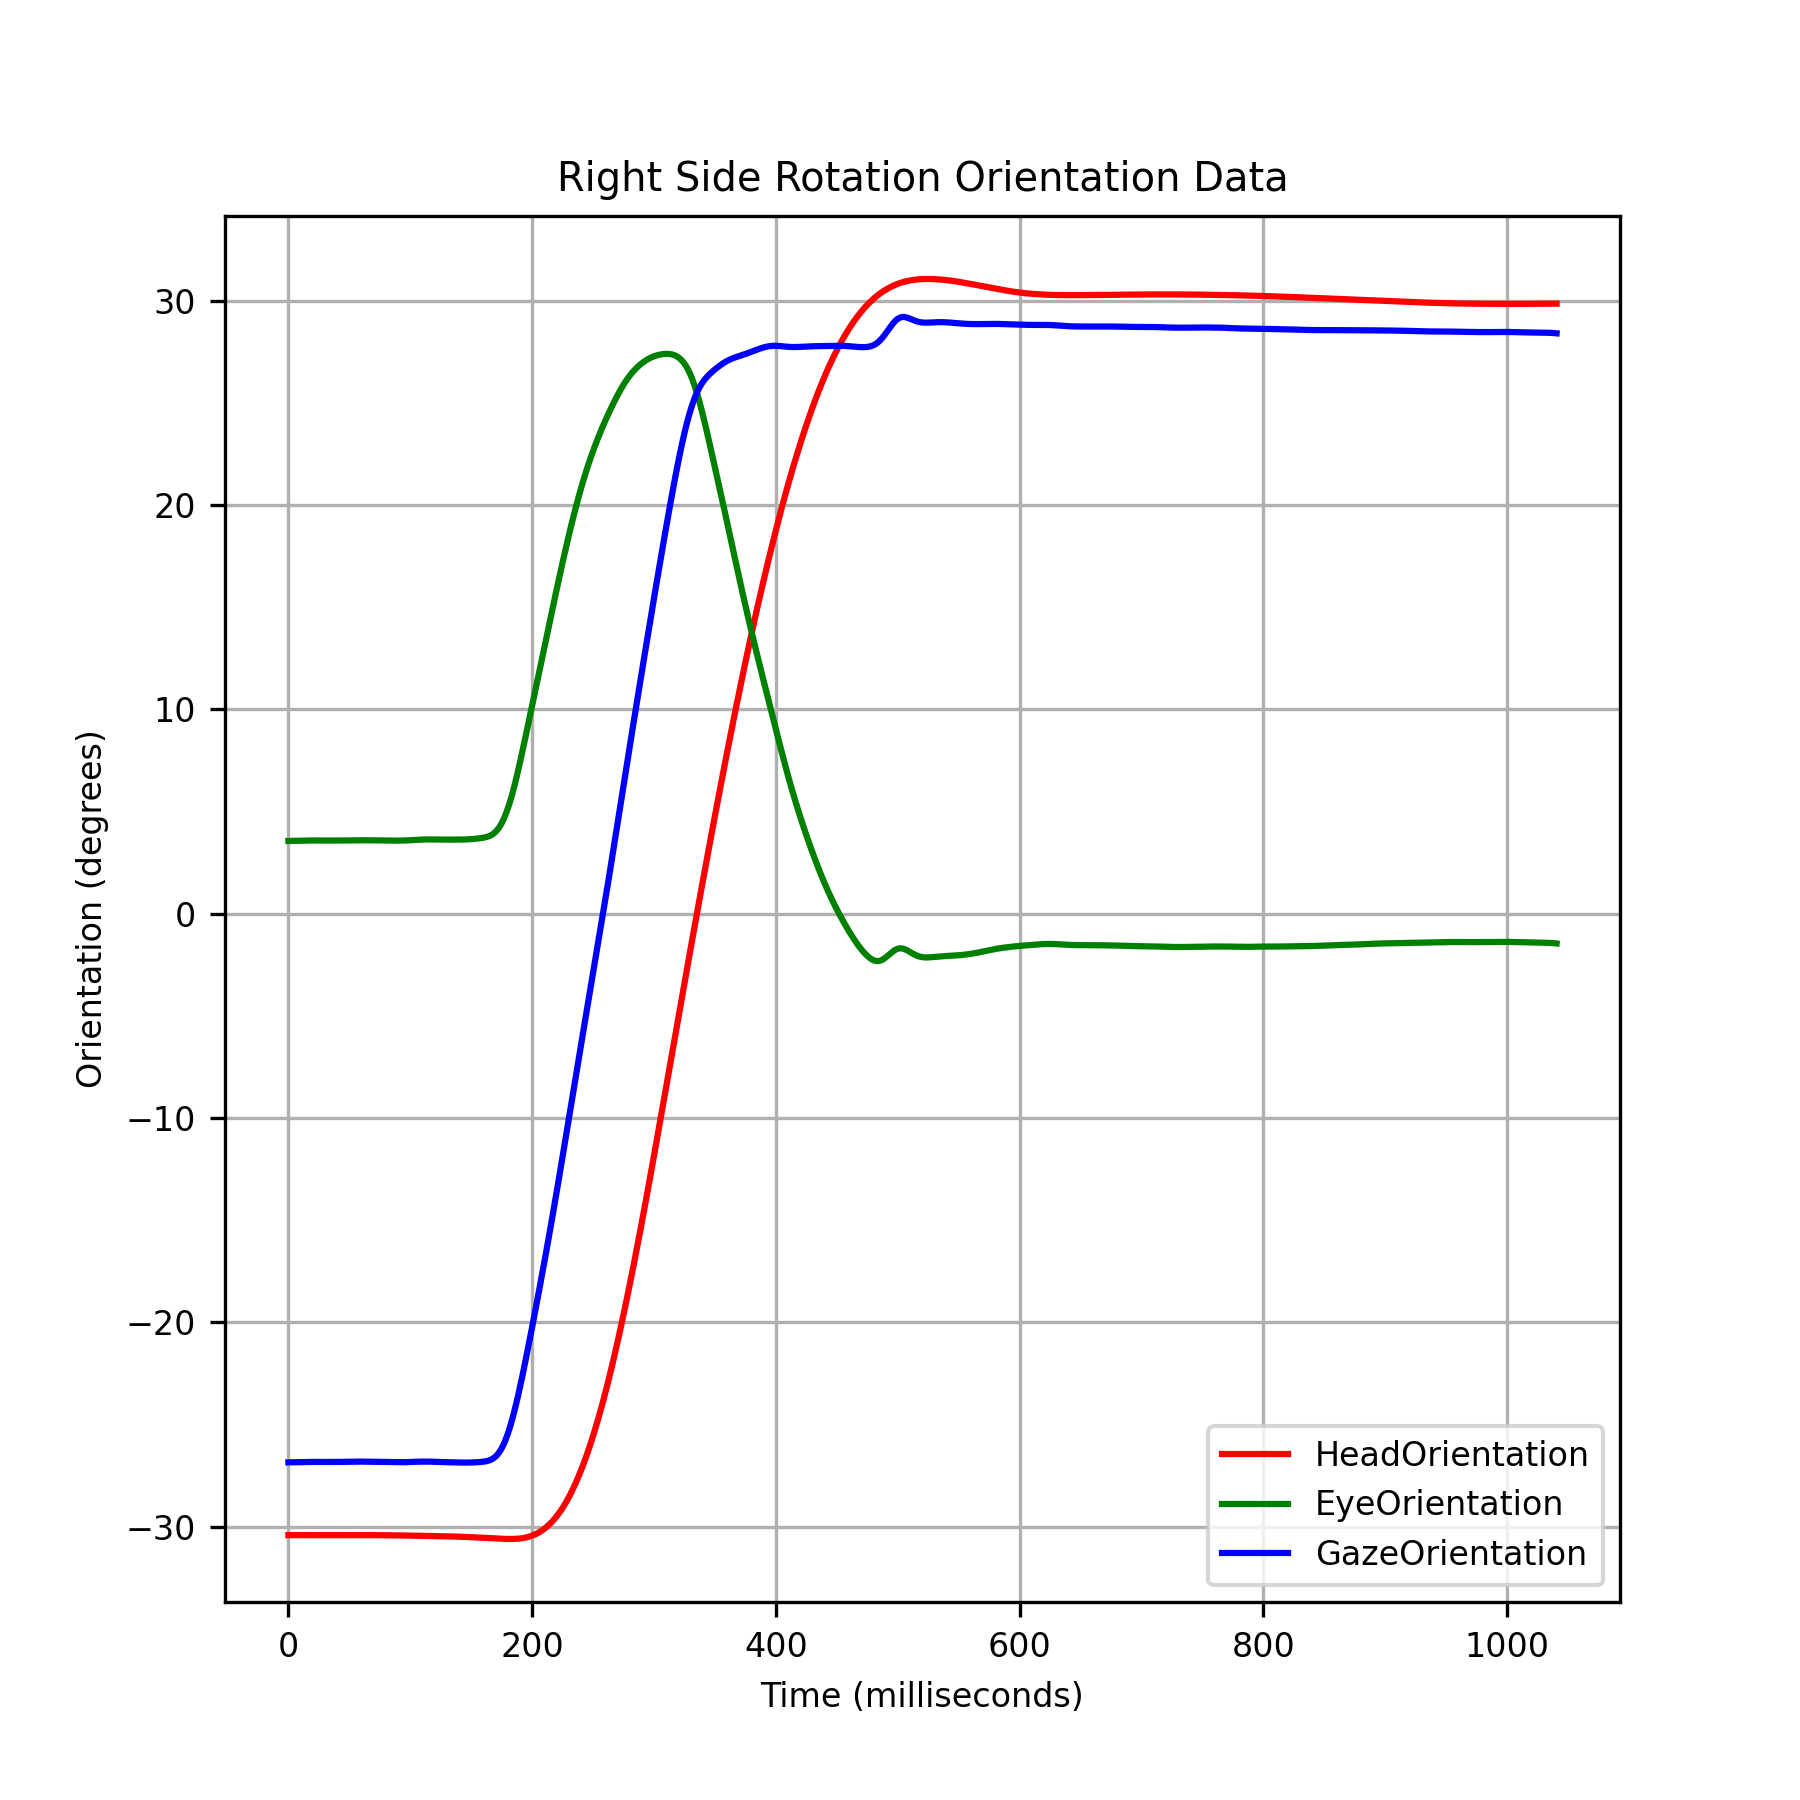 Right Side Rotation Orientation Data
Orientation (degrees)
30
20
10
0
−10
−20
−30
HeadOrientation
EyeOrientation
GazeOrientation
0 200 400 600 800 1000
Time (milliseconds)